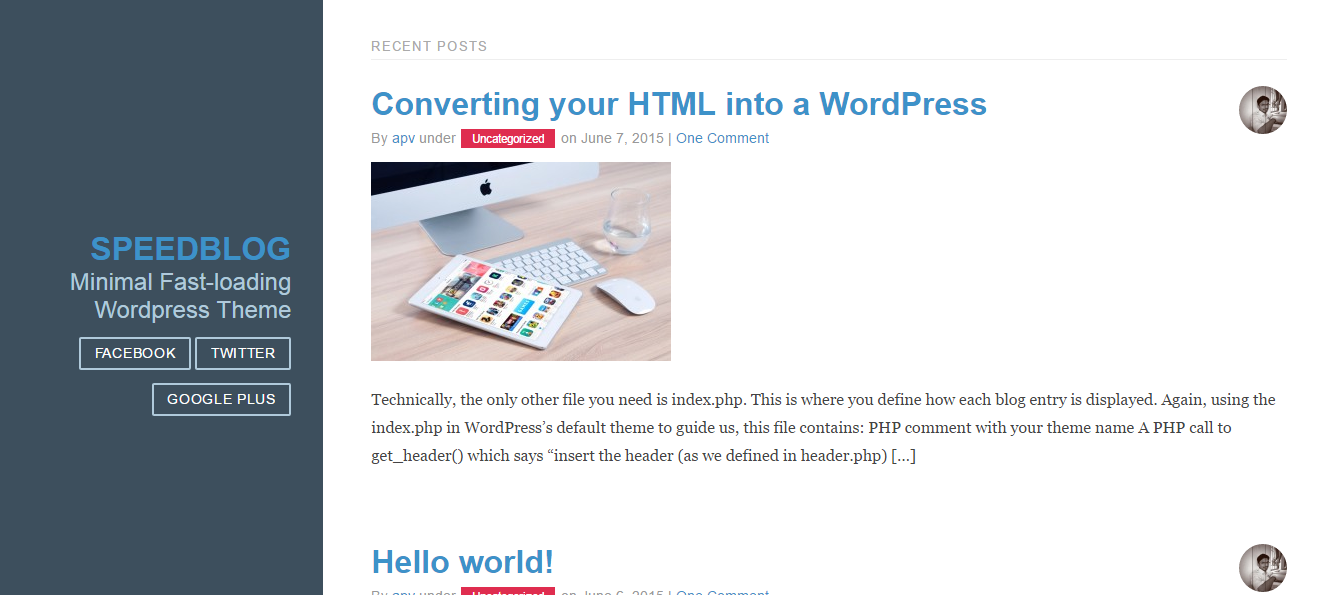 SPEEDBLOG
Minimal Fast-loading
Wordpress Theme
FACEBOOK TWITTER
GOOGLE PLUS
RECENT POSTS
Converting your HTML into a WordPress
By apv under Uncategorized on June 7, 2015 | One Comment
Technically, the only other file you need is index.php. This is where you define how each blog entry is displayed. Again, using the
index.php in WordPress’s default theme to guide us, this file contains: PHP comment with your theme name A PHP call to
get_header() which says “insert the header (as we defined in header.php) […]
Hello world!
By apv under Uncategorized on June 6, 2015 | One Comment